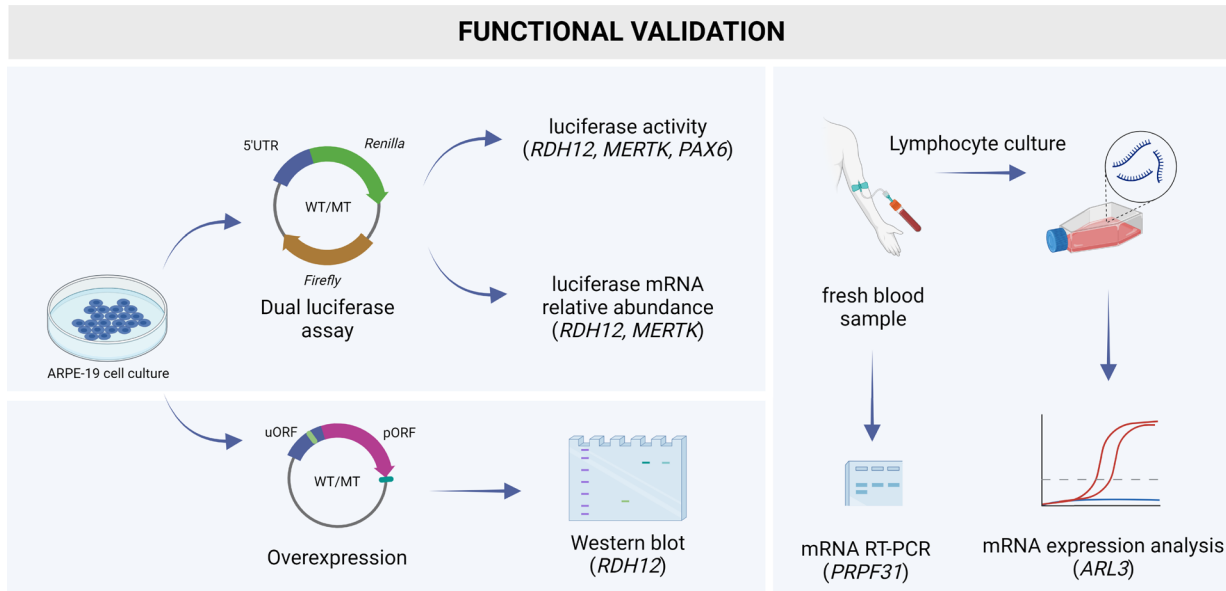 FUNCTIONAL VALIDATION
5'UTR
Renilla
WT/MT
Firefly
Dual luciferase
assay
ARPE-19 cell culture
luciferase activity
(RDH12, MERTK, PAX6)
luciferase mRNA
relative abundance
(RDH12, MERTK)
uORF
pORF
WT/MT
Overexpression
Western blot
(RDH12)
Lymphocyte culture
fresh blood
sample
mRNA RT-PCR
(PRPF31)
mRNA expression analysis
(ARL3)